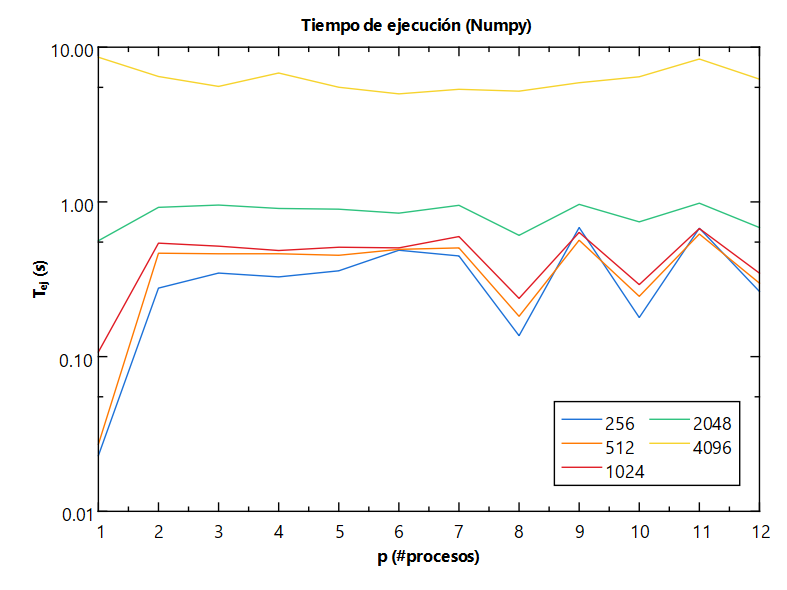 Tiempo de ejecución (Numpy)
10.00
1.00
0.10
0.01
Tej (s)
256 2048
512 4096
1024
1 2 3 4 5 6 7 8 9 10 11 12
p (#procesos)